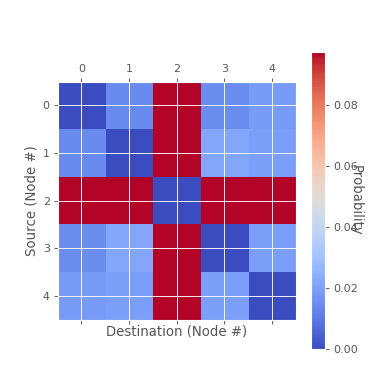 0 1 2 3 4
0
1
2
3
4
Source (Node #)
Destination (Node #)
0.08
0.06
0.04
0.02
0.00
Probability